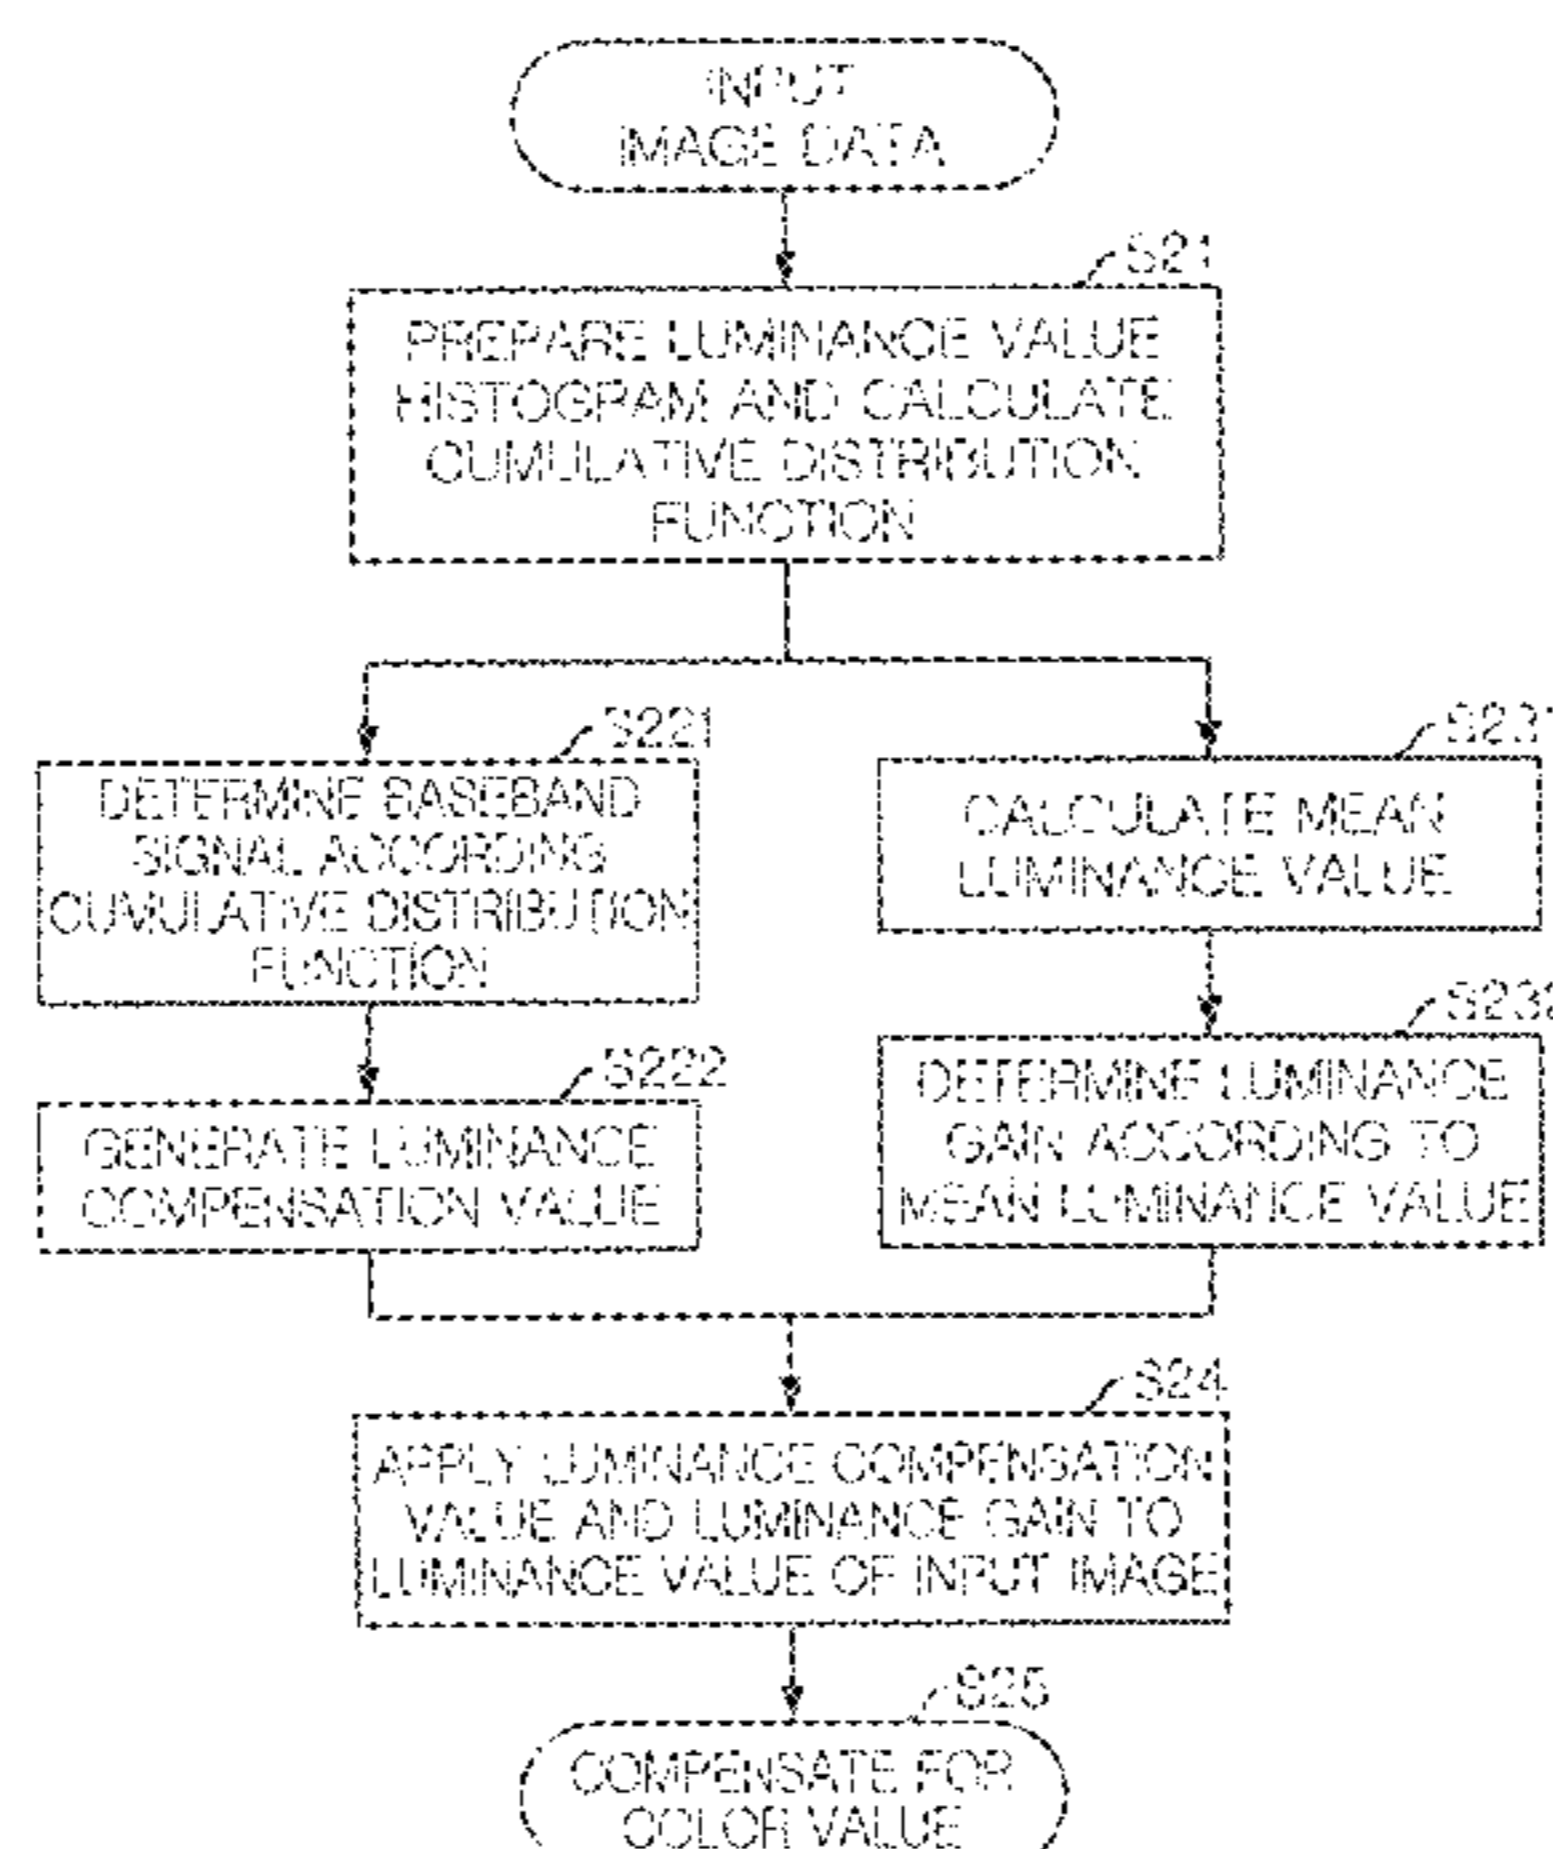 INPUT
IMAGE DATA
S21
PREPARE LUMINANCE VALUE
HISTOGRAM AND CALCULATE
CUMULATIVE DISTRIBUTION
FUNCTION
S221
DETERMINE BASEBAND
SIGNAL ACCORDING
CUMULATIVE DISTRIBUTION
FUNCTION
S222
GENERATE LUMINANCE
COMPENSATION VALUE
S231
CALCULATE MEAN
LUMINANCE VALUE
S232
DETERMINE LUMINANCE
GAIN ACCORDING TO
MEAN LUMINANCE VALUE
S24
APPLY LUMINANCE COMPENSATION
VALUE AND LUMINANCE GAIN TO
LUMINANCE VALUE OF INPUT IMAGE
S25
COMPENSATE FOR
COLOR VALUE